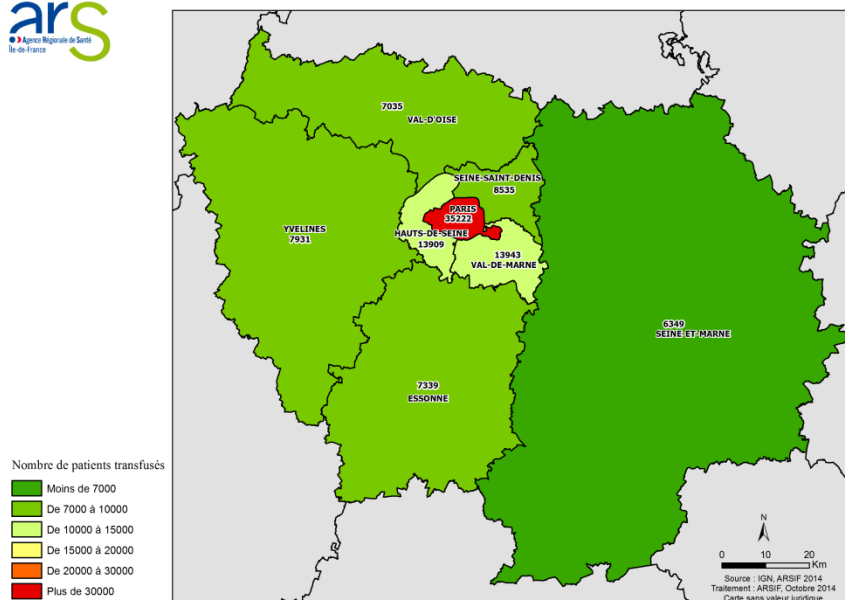 ars
Agence Régionale de Santé
Île-de-France
7035
VAL-D'OISE
SEINE-SAINT-DENIS
8535
PARIS
35222
YVELINES
7931
HAUTS-DE-SEINE
13909
13943
VAL-DE-MARNE
6349
SEINE-ET-MARNE
7339
ESSONNE
Nombre de patients transfusés
Moins de 7000
De 7000 à 10000
De 10000 à 15000
De 15000 à 20000
De 20000 à 30000
Plus de 30000
N
0 10 20
Km
Source : IGN, ARSIF 2014
Traitement : ARSIF, Octobre 2014
Carte sans valeur juridique